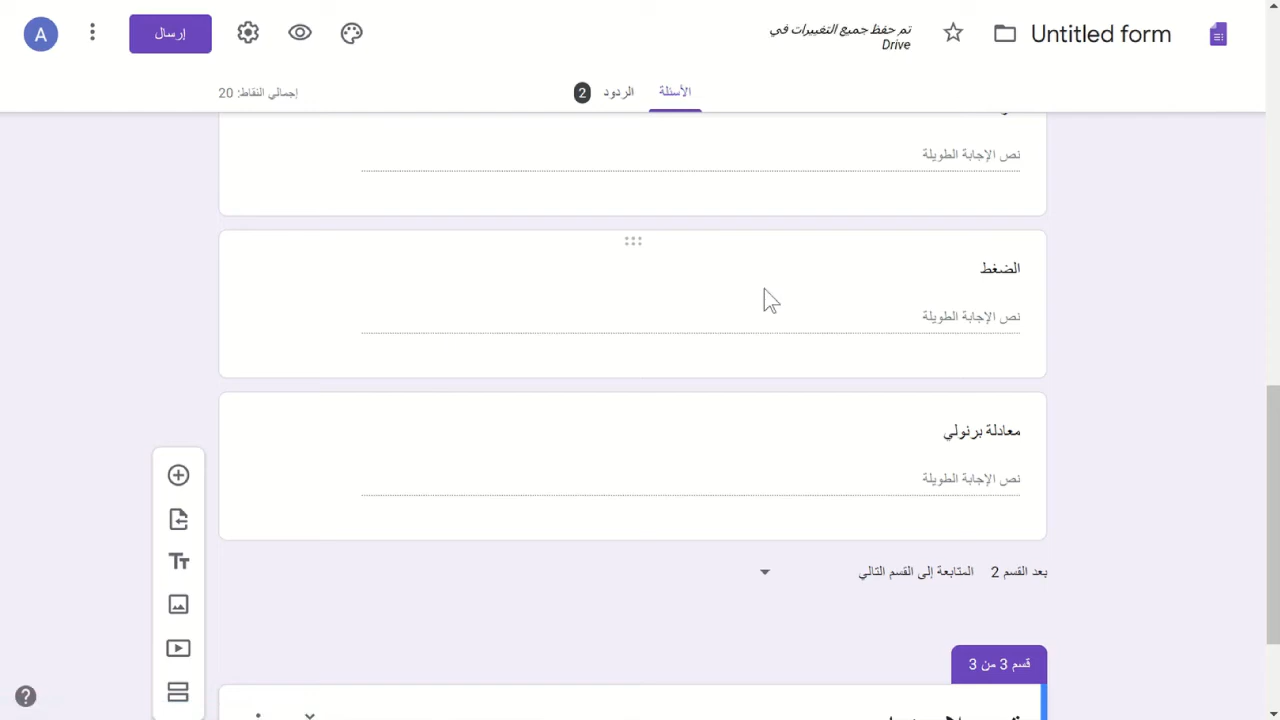 Untitled form
تم حفظ جميع التغييرات في
Drive
إرسال
A
الأسئلة
الردود 2
إجمالي النقاط: 20
نص الإجابة الطويلة
الضغط
نص الإجابة الطويلة
معادلة برنولي
نص الإجابة الطويلة
بعد القسم 2 المتابعة إلى القسم التالي
قسم 3 من 3